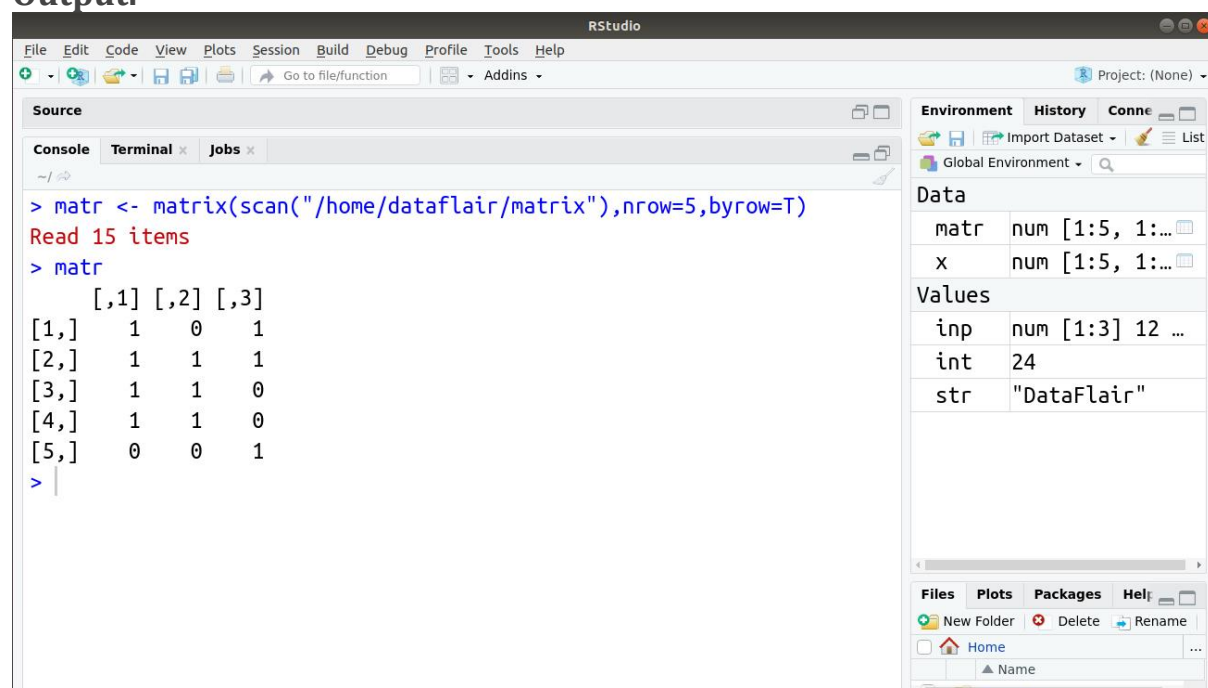 Output:
RStudio
File Edit Code View Plots Session Build Debug Profile Tools Help
Go to file/function Addins Project: (None)
Source
Console Terminal Jobs
~/
> matr <- matrix(scan("/home/dataflair/matrix"),nrow=5,byrow=T)
Read 15 items
> matr
[,1] [,2] [,3]
[1,] 1 0 1
[2,] 1 1 1
[3,] 1 1 0
[4,] 1 1 0
[5,] 0 0 1
>
Environment History Conne
Import Dataset List
Global Environment
Data
matr num [1:5, 1:…
x num [1:5, 1:…
Values
inp num [1:3] 12 …
int 24
str "DataFlair"
Files Plots Packages Help
New Folder Delete Rename
Home ...
Name